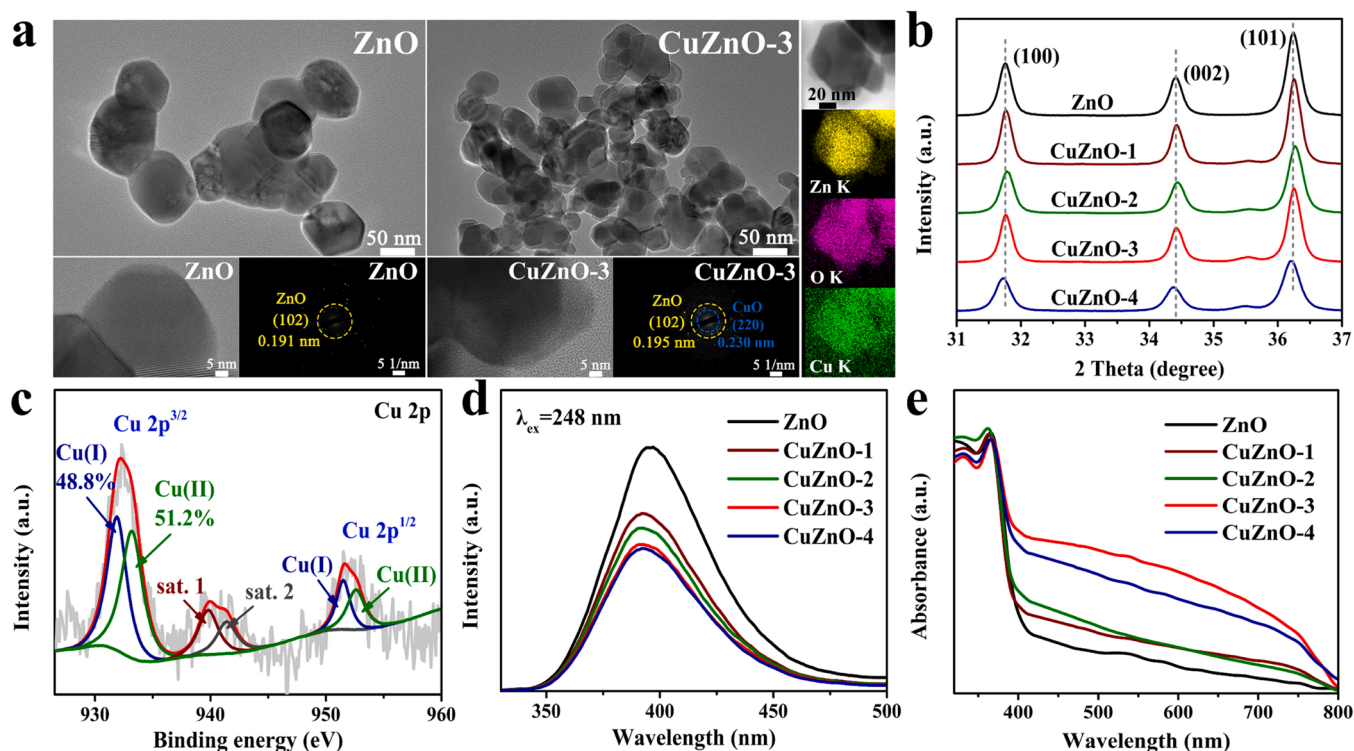 a
ZnO
50 nm
CuZnO-3
50 nm
20 nm
Zn K
O K
Cu K
ZnO
5 nm
ZnO
ZnO
(102)
0.191 nm
5 1/nm
CuZnO-3
5 nm
CuZnO-3
ZnO
(102)
0.195 nm
CuO
(220)
0.230 nm
5 1/nm
b
Intensity (a.u.)
(100)
(002)
(101)
ZnO
CuZnO-1
CuZnO-2
CuZnO-3
CuZnO-4
31 32 33 34 35 36 37
2 Theta (degree)
c
Intensity (a.u.)
Cu 2p
Cu 2p3/2
Cu(I)
48.8%
Cu(II)
51.2%
sat. 1
sat. 2
Cu 2p1/2
Cu(I)
Cu(II)
930 940 950 960
Binding energy (eV)
d
Intensity (a.u.)
λex=248 nm
ZnO
CuZnO-1
CuZnO-2
CuZnO-3
CuZnO-4
350 400 450 500
Wavelength (nm)
e
Absorbance (a.u.)
ZnO
CuZnO-1
CuZnO-2
CuZnO-3
CuZnO-4
400 500 600 700 800
Wavelength (nm)